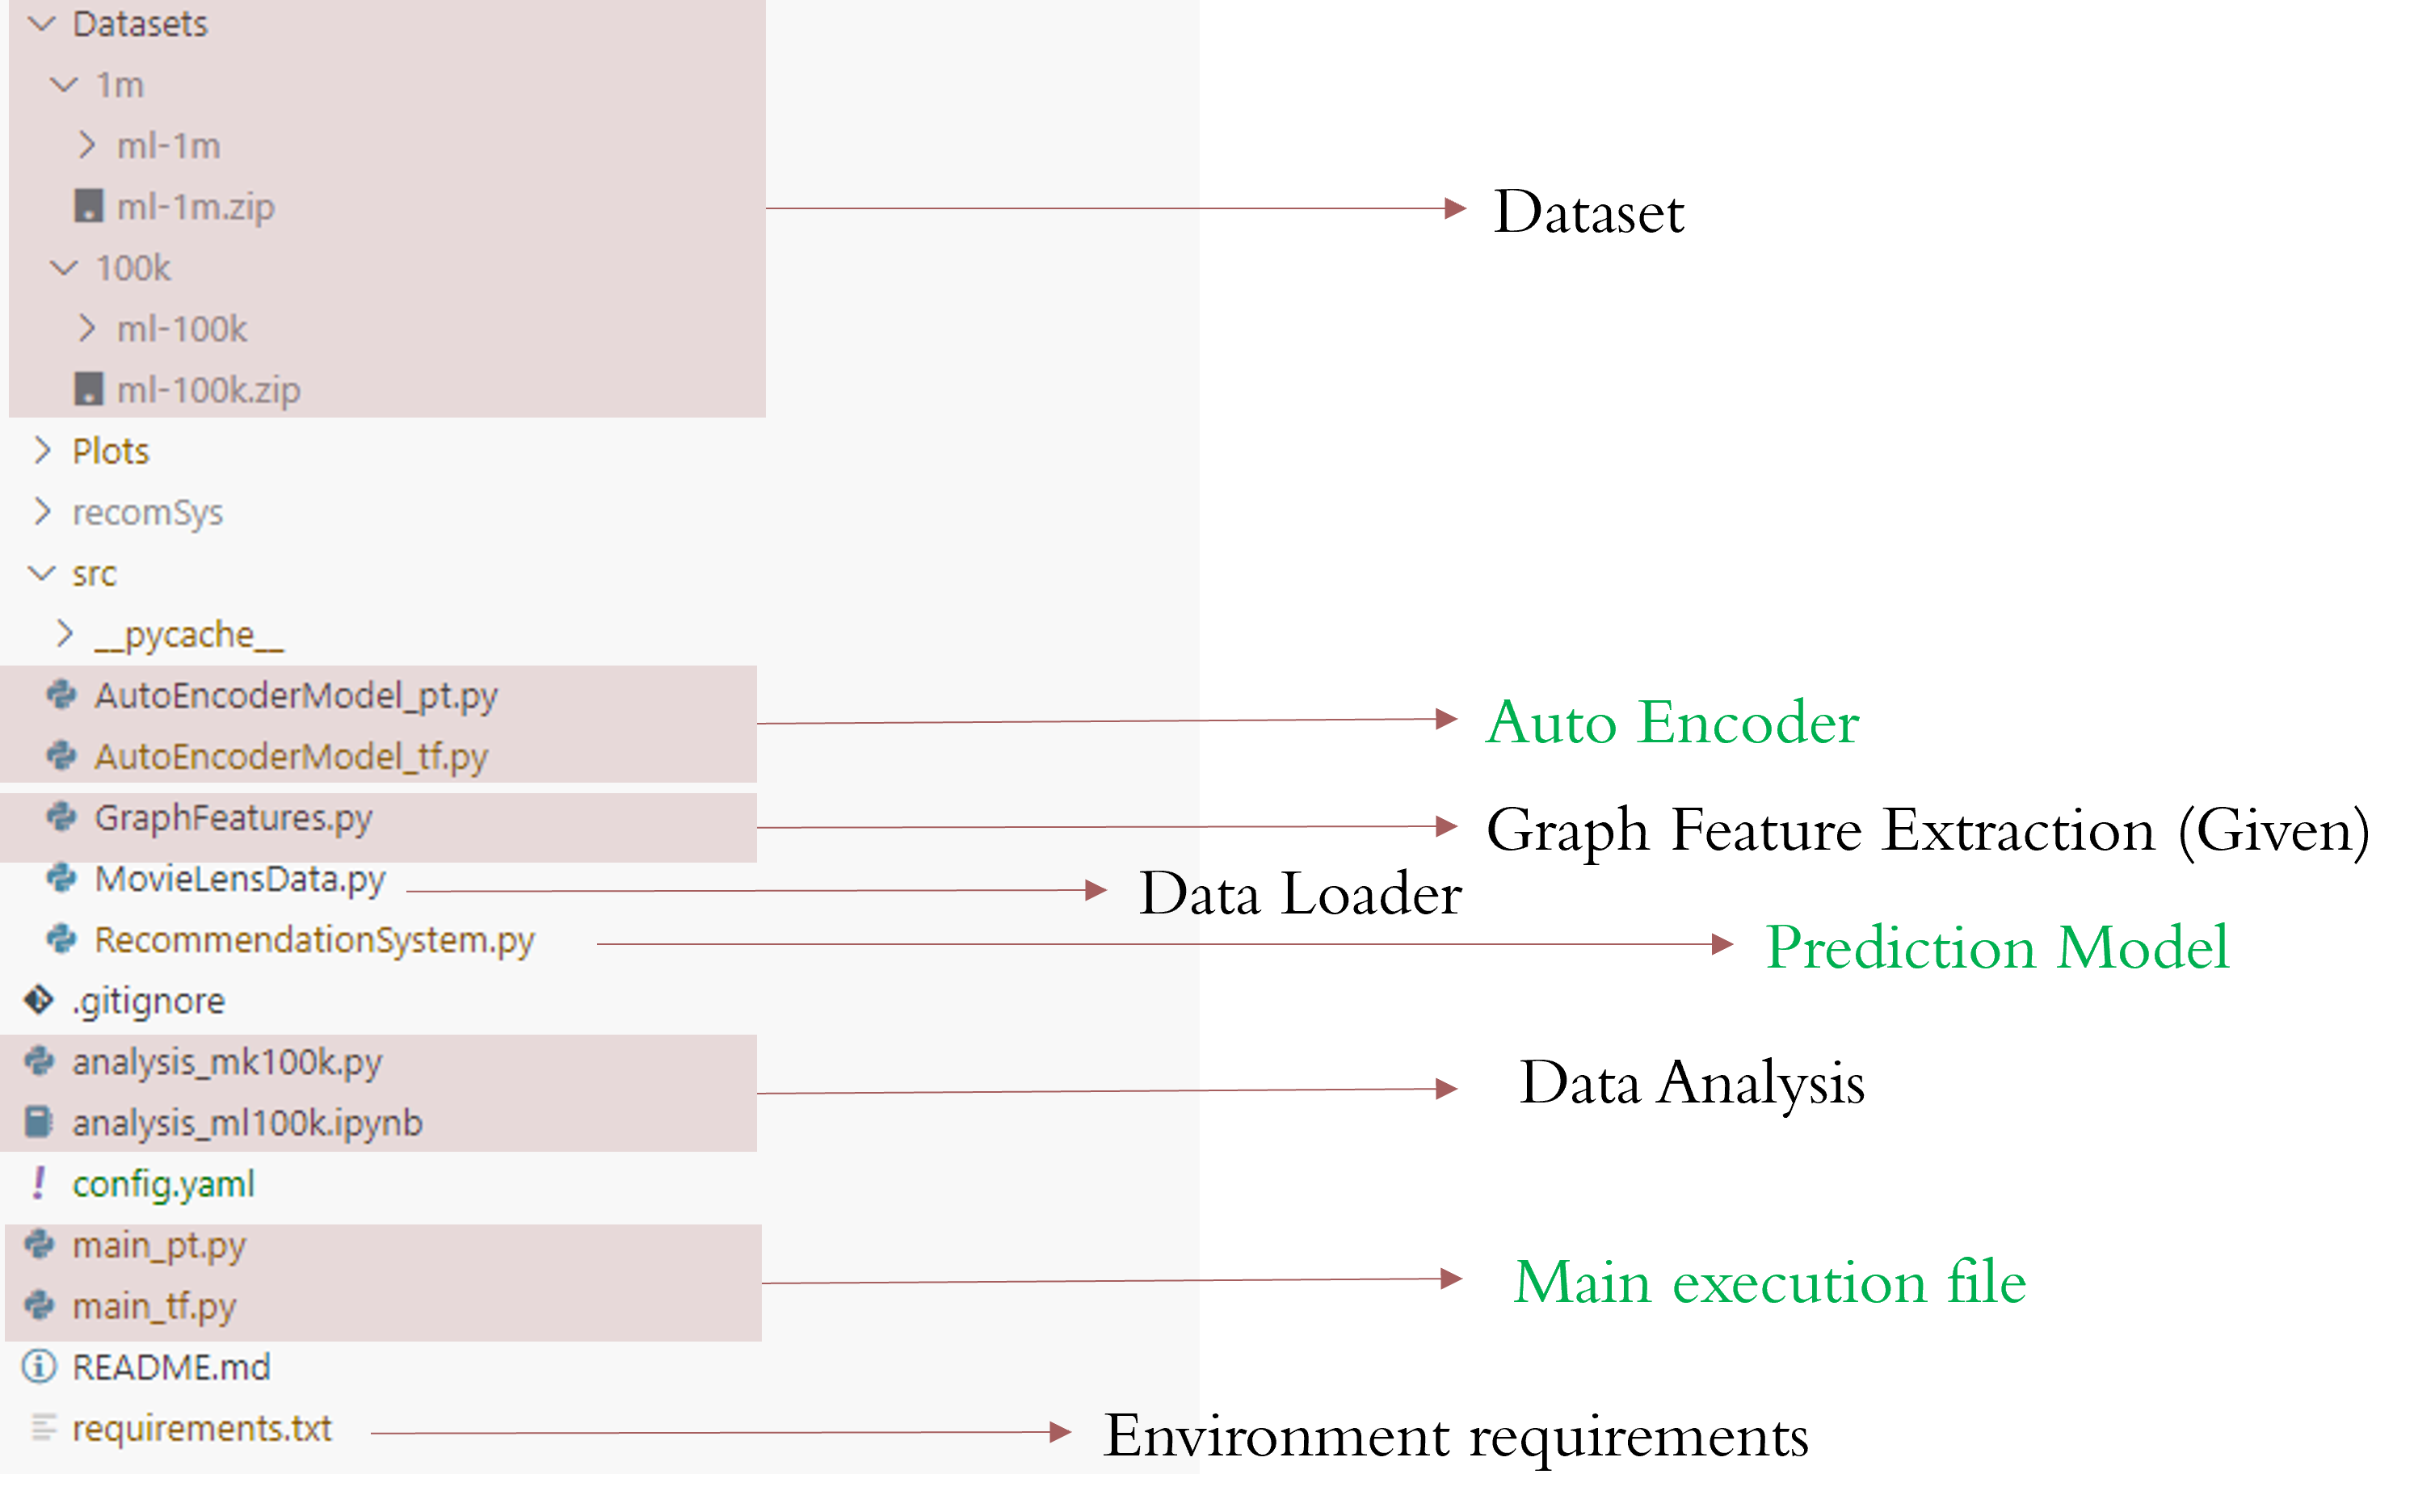 Datasets
1m
ml-1m
ml-1m.zip
Dataset
100k
ml-100k
ml-100k.zip
Plots
recomSys
src
__pycache__
AutoEncoderModel_pt.py
Auto Encoder
AutoEncoderModel_tf.py
GraphFeatures.py
Graph Feature Extraction (Given)
MovieLensData.py
Data Loader
RecommendationSystem.py
Prediction Model
.gitignore
analysis_mk100k.py
Data Analysis
analysis_ml100k.ipynb
config.yaml
main_pt.py
Main execution file
main_tf.py
README.md
requirements.txt
Environment requirements